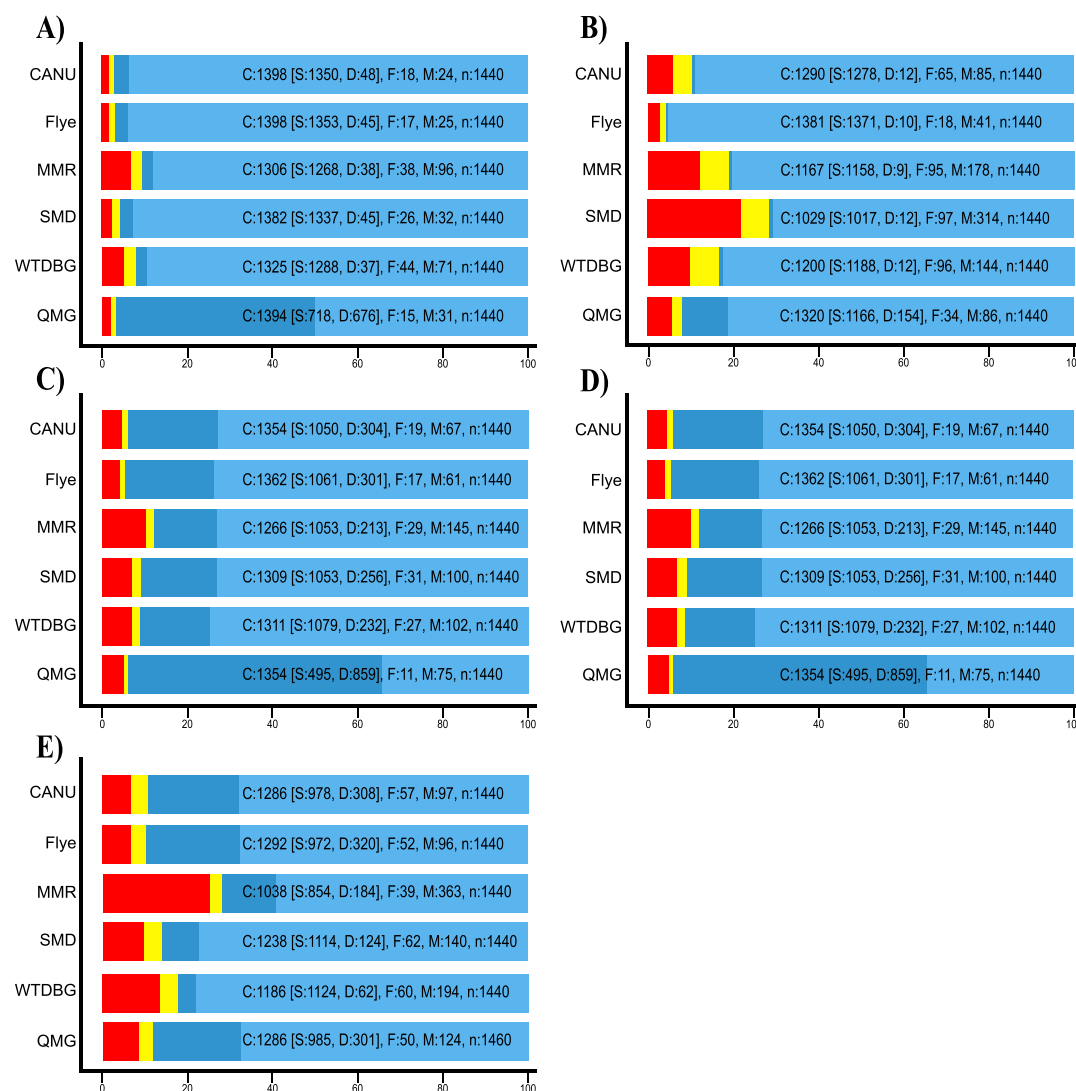 A)
CANU C:1398 [S:1350, D:48], F:18, M:24, n:1440
Flye C:1398 [S:1353, D:45], F:17, M:25, n:1440
MMR C:1306 [S:1268, D:38], F:38, M:96, n:1440
SMD C:1382 [S:1337, D:45], F:26, M:32, n:1440
WTDBG C:1325 [S:1288, D:37], F:44, M:71, n:1440
QMG C:1394 [S:718, D:676], F:15, M:31, n:1440
0 20 40 60 80 100
B)
CANU C:1290 [S:1278, D:12], F:65, M:85, n:1440
Flye C:1381 [S:1371, D:10], F:18, M:41, n:1440
MMR C:1167 [S:1158, D:9], F:95, M:178, n:1440
SMD C:1029 [S:1017, D:12], F:97, M:314, n:1440
WTDBG C:1200 [S:1188, D:12], F:96, M:144, n:1440
QMG C:1320 [S:1166, D:154], F:34, M:86, n:1440
0 20 40 60 80 100
C)
CANU C:1354 [S:1050, D:304], F:19, M:67, n:1440
Flye C:1362 [S:1061, D:301], F:17, M:61, n:1440
MMR C:1266 [S:1053, D:213], F:29, M:145, n:1440
SMD C:1309 [S:1053, D:256], F:31, M:100, n:1440
WTDBG C:1311 [S:1079, D:232], F:27, M:102, n:1440
QMG C:1354 [S:495, D:859], F:11, M:75, n:1440
0 20 40 60 80 100
D)
CANU C:1354 [S:1050, D:304], F:19, M:67, n:1440
Flye C:1362 [S:1061, D:301], F:17, M:61, n:1440
MMR C:1266 [S:1053, D:213], F:29, M:145, n:1440
SMD C:1309 [S:1053, D:256], F:31, M:100, n:1440
WTDBG C:1311 [S:1079, D:232], F:27, M:102, n:1440
QMG C:1354 [S:495, D:859], F:11, M:75, n:1440
0 20 40 60 80 100
E)
CANU C:1286 [S:978, D:308], F:57, M:97, n:1440
Flye C:1292 [S:972, D:320], F:52, M:96, n:1440
MMR C:1038 [S:854, D:184], F:39, M:363, n:1440
SMD C:1238 [S:1114, D:124], F:62, M:140, n:1440
WTDBG C:1186 [S:1124, D:62], F:60, M:194, n:1440
QMG C:1286 [S:985, D:301], F:50, M:124, n:1460
0 20 40 60 80 100